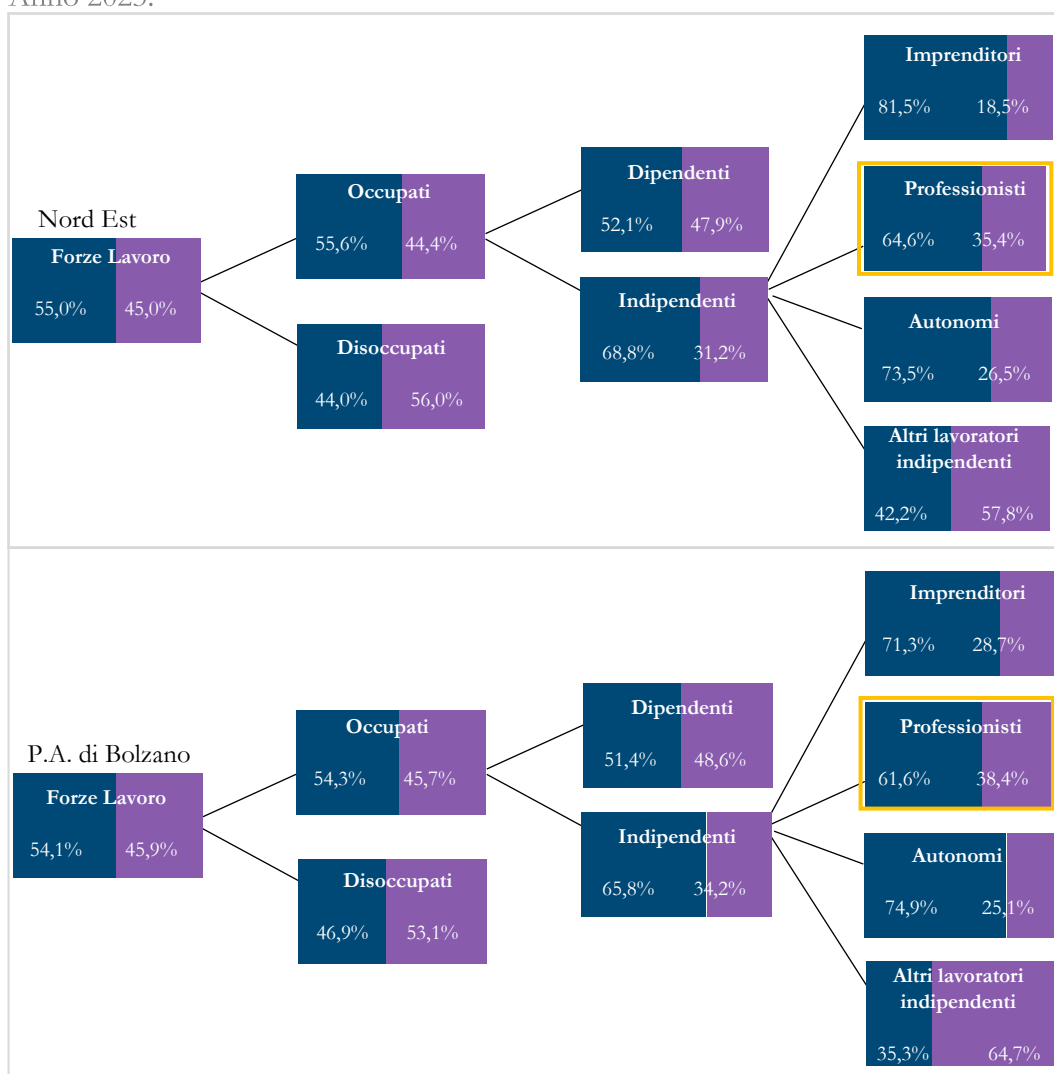 Anno 2023.
Nord Est
Forze Lavoro
55,0% 45,0%
Occupati
55,6% 44,4%
Disoccupati
44,0% 56,0%
Dipendenti
52,1% 47,9%
Indipendenti
68,8% 31,2%
Imprenditori
81,5% 18,5%
Professionisti
64,6% 35,4%
Autonomi
73,5% 26,5%
Altri lavoratori
indipendenti
42,2% 57,8%
P.A. di Bolzano
Forze Lavoro
54,1% 45,9%
Occupati
54,3% 45,7%
Disoccupati
46,9% 53,1%
Dipendenti
51,4% 48,6%
Indipendenti
65,8% 34,2%
Imprenditori
71,3% 28,7%
Professionisti
61,6% 38,4%
Autonomi
74,9% 25,1%
Altri lavoratori
indipendenti
35,3% 64,7%